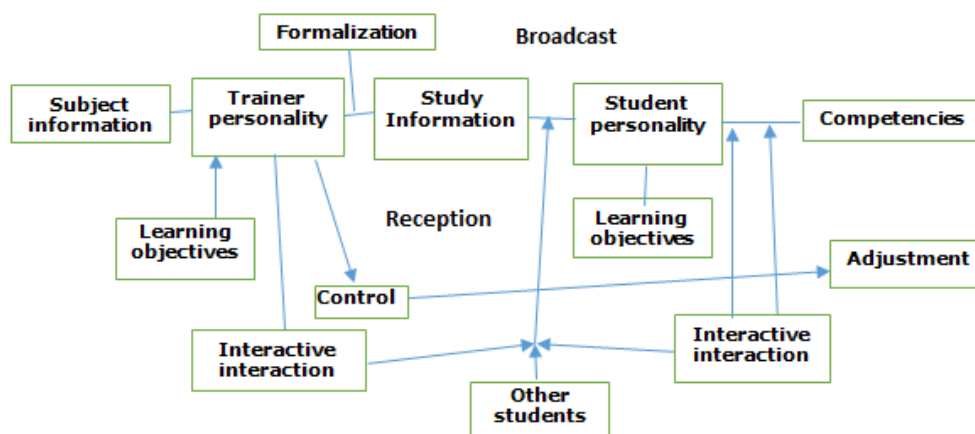 Formalization
Broadcast
Subject
information
Trainer
personality
Study
Information
Student
personality
Competencies
Learning
objectives
Reception
Learning
objectives
Adjustment
Control
Interactive
interaction
Interactive
interaction
Other
students